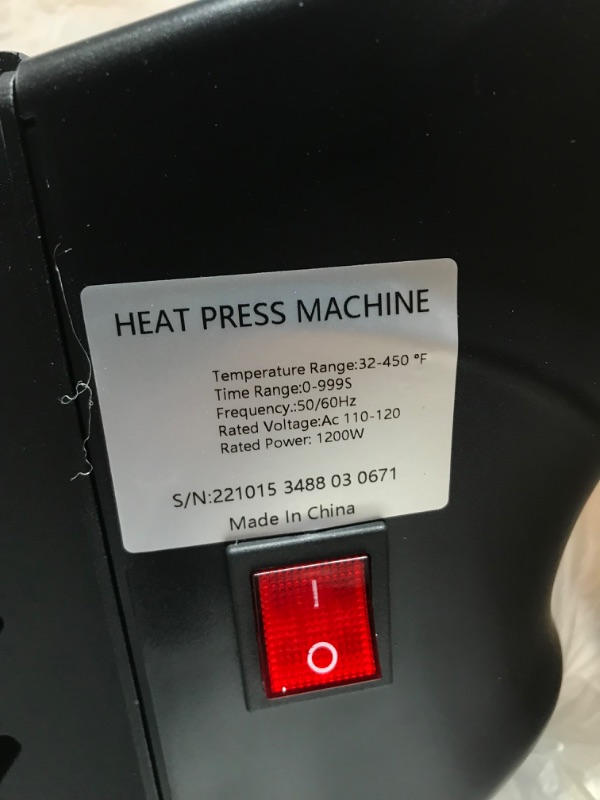 HEAT PRESS MACHINE
Temperature Range:32-450 °F
Time Range:0-999S
Frequency.:50/60Hz
Rated Voltage:Ac 110-120
Rated Power: 1200W
S/N:221015 3488 03 0671
Made In China
I
O